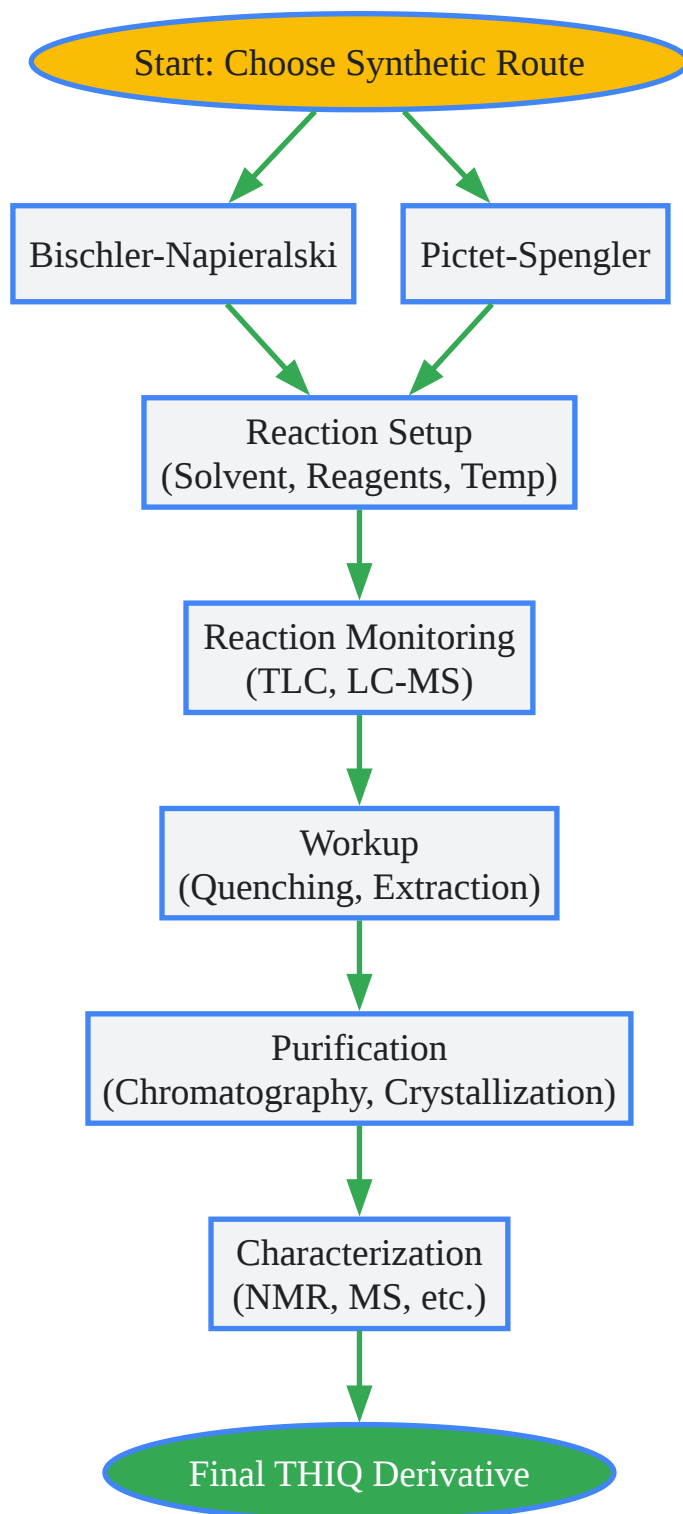 Start: Choose Synthetic Route
Bischler-Napieralski
Pictet-Spengler
Reaction Setup
(Solvent, Reagents, Temp)
Reaction Monitoring
(TLC, LC-MS)
Workup
(Quenching, Extraction)
Purification
(Chromatography, Crystallization)
Characterization
(NMR, MS, etc.)
Final THIQ Derivative